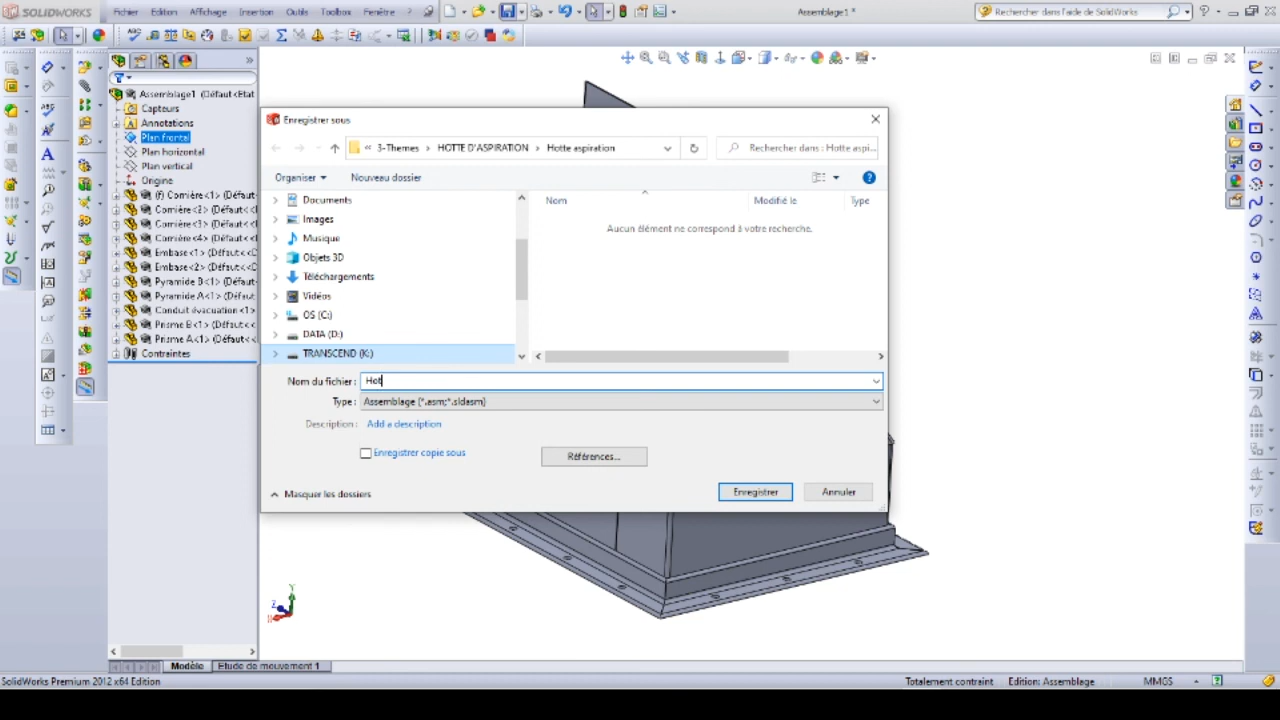 SOLIDWORKS Fichier Edition Affichage Insertion Outils Toolbox Fenêtre ? Assemblage1 * Rechercher dans l'aide de SolidWorks
Assemblage1 (Défaut<Etat
Capteurs
Annotations
Plan frontal
Plan horizontal
Plan vertical
Origine
(f) Cornière<1> (Défaut
Cornière<2> (Défaut<<
Cornière<3> (Défaut<<
Cornière<4> (Défaut<<
Embase<1> (Défaut<<D
Embase<2> (Défaut<<D
Pyramide B<1> (Défaut
Pyramide A<1> (Défaut
Conduit évacuation <1>
Prisme B<1> (Défaut<<
Prisme A<1> (Défaut<<
Contraintes
Enregistrer sous
« 3-Themes › HOTTE D'ASPIRATION › Hotte aspiration
Rechercher dans : Hotte aspi...
Organiser Nouveau dossier
Documents
Images
Musique
Objets 3D
Téléchargements
Vidéos
OS (C:)
DATA (D:)
TRANSCEND (K:)
Nom Modifié le Type
Aucun élément ne correspond à votre recherche.
Nom du fichier : Hot
Type : Assemblage (*.asm;*.sldasm)
Description : Add a description
Enregistrer copie sous
Références...
Masquer les dossiers
Enregistrer Annuler
Modèle Etude de mouvement 1
SolidWorks Premium 2012 x64 Edition Totalement contraint Edition: Assemblage MMGS